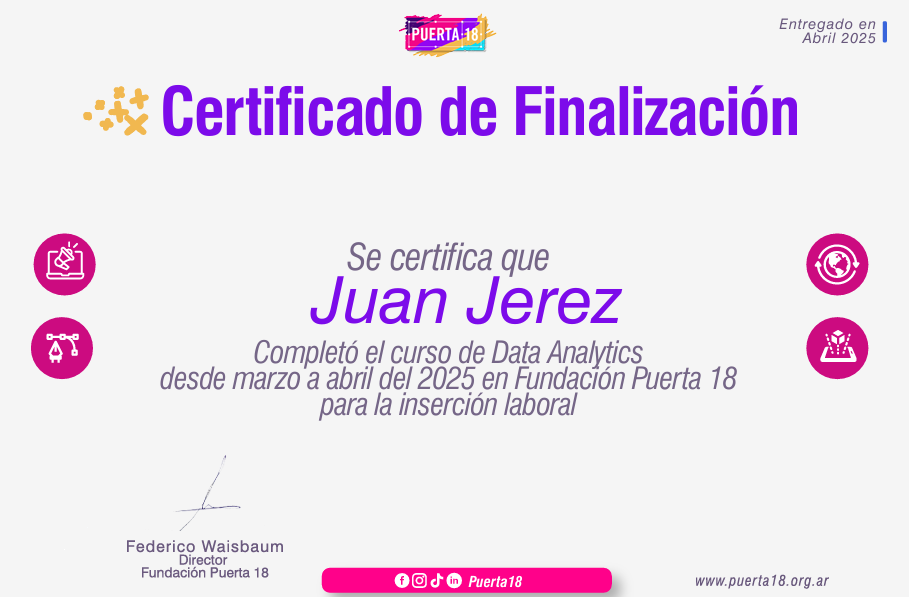 PUERTA 18
Entregado en
Abril 2025
Certificado de Finalización
Se certifica que
Juan Jerez
Completó el curso de Data Analytics
desde marzo a abril del 2025 en Fundación Puerta 18
para la inserción laboral
Federico Waisbaum
Director
Fundación Puerta 18
Puerta18
www.puerta18.org.ar